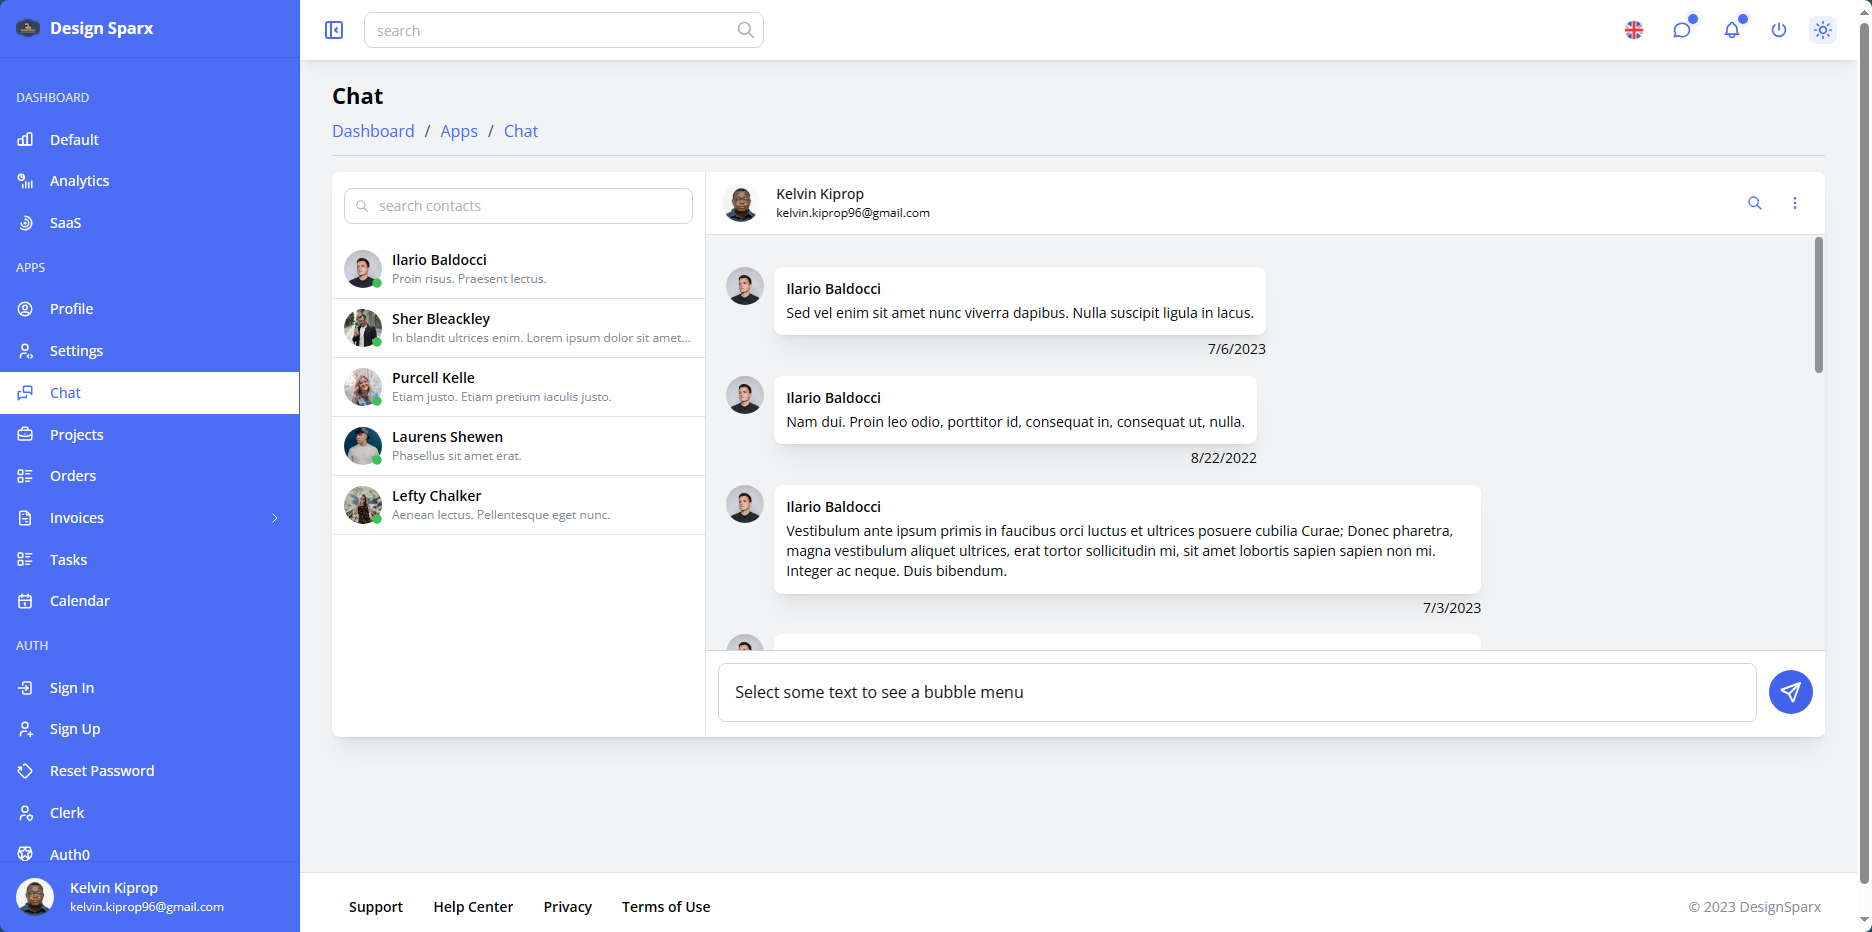 Design Sparx
DASHBOARD
Default
Analytics
SaaS
APPS
Profile
Settings
Chat
Projects
Orders
Invoices
Tasks
Calendar
AUTH
Sign In
Sign Up
Reset Password
Clerk
Auth0
Kelvin Kiprop
kelvin.kiprop96@gmail.com
search
Chat
Dashboard / Apps / Chat
search contacts
Ilario Baldocci
Proin risus. Praesent lectus.
Sher Bleackley
In blandit ultrices enim. Lorem ipsum dolor sit amet...
Purcell Kelle
Etiam justo. Etiam pretium iaculis justo.
Laurens Shewen
Phasellus sit amet erat.
Lefty Chalker
Aenean lectus. Pellentesque eget nunc.
Kelvin Kiprop
kelvin.kiprop96@gmail.com
Ilario Baldocci
Sed vel enim sit amet nunc viverra dapibus. Nulla suscipit ligula in lacus.
7/6/2023
Ilario Baldocci
Nam dui. Proin leo odio, porttitor id, consequat in, consequat ut, nulla.
8/22/2022
Ilario Baldocci
Vestibulum ante ipsum primis in faucibus orci luctus et ultrices posuere cubilia Curae; Donec pharetra,
magna vestibulum aliquet ultrices, erat tortor sollicitudin mi, sit amet lobortis sapien sapien non mi.
Integer ac neque. Duis bibendum.
7/3/2023
Select some text to see a bubble menu
Support Help Center Privacy Terms of Use
© 2023 DesignSparx